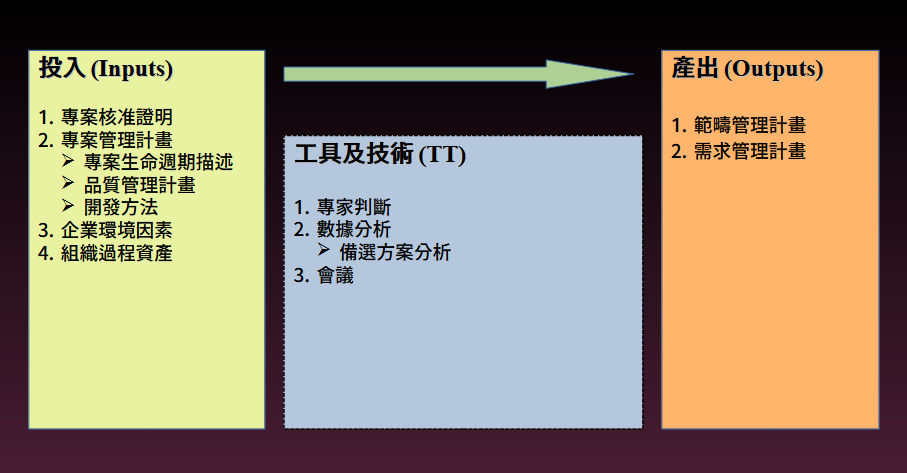 投入 (Inputs)
1. 專案核准證明
2. 專案管理計畫
➢ 專案生命週期描述
➢ 品質管理計畫
➢ 開發方法
3. 企業環境因素
4. 組織過程資產
工具及技術 (TT)
1. 專家判斷
2. 數據分析
➢ 備選方案分析
3. 會議
產出 (Outputs)
1. 範疇管理計畫
2. 需求管理計畫